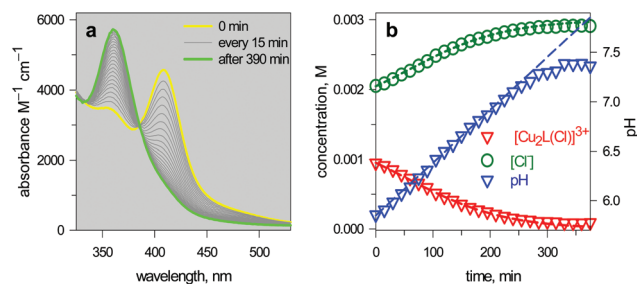 a
0 min
every 15 min
after 390 min
6000
4000
2000
0
350
400
450
500
absorbance M⁻¹ cm⁻¹
wavelength, nm
b
0.003
0.002
0.001
0.000
0
100
200
300
concentration, M
time, min
[Cu₂L(Cl)]³⁺
[Cl⁻]
pH
7.5
7.0
6.5
6.0
pH